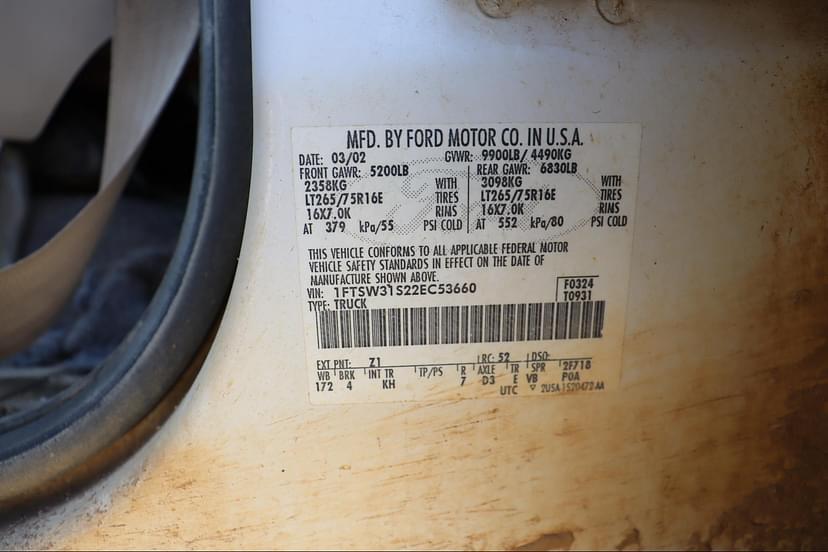 MFD. BY FORD MOTOR CO. IN U.S.A.
DATE: 03/02 GVWR: 9900LB/ 4490KG
FRONT GAWR: 5200LB REAR GAWR: 6830LB
2358KG WITH 3098KG WITH
LT265/75R16E TIRES LT265/75R16E TIRES
16X7.0K RIMS 16X7.0K RIMS
AT 379 kPa/55 PSI COLD AT 552 kPa/80 PSI COLD
THIS VEHICLE CONFORMS TO ALL APPLICABLE FEDERAL MOTOR
VEHICLE SAFETY STANDARDS IN EFFECT ON THE DATE OF
MANUFACTURE SHOWN ABOVE.
VIN: 1FTSW31S22EC53660 F0324
TYPE: TRUCK T0931
EXT PNT: Z1 RC: 52 DSO:
WB BRK INT TR TP/PS R AXLE TR SPR 2F718
172 4 KH 7 D3 E VB POA
UTC ▽ 2USA-1520472-AA